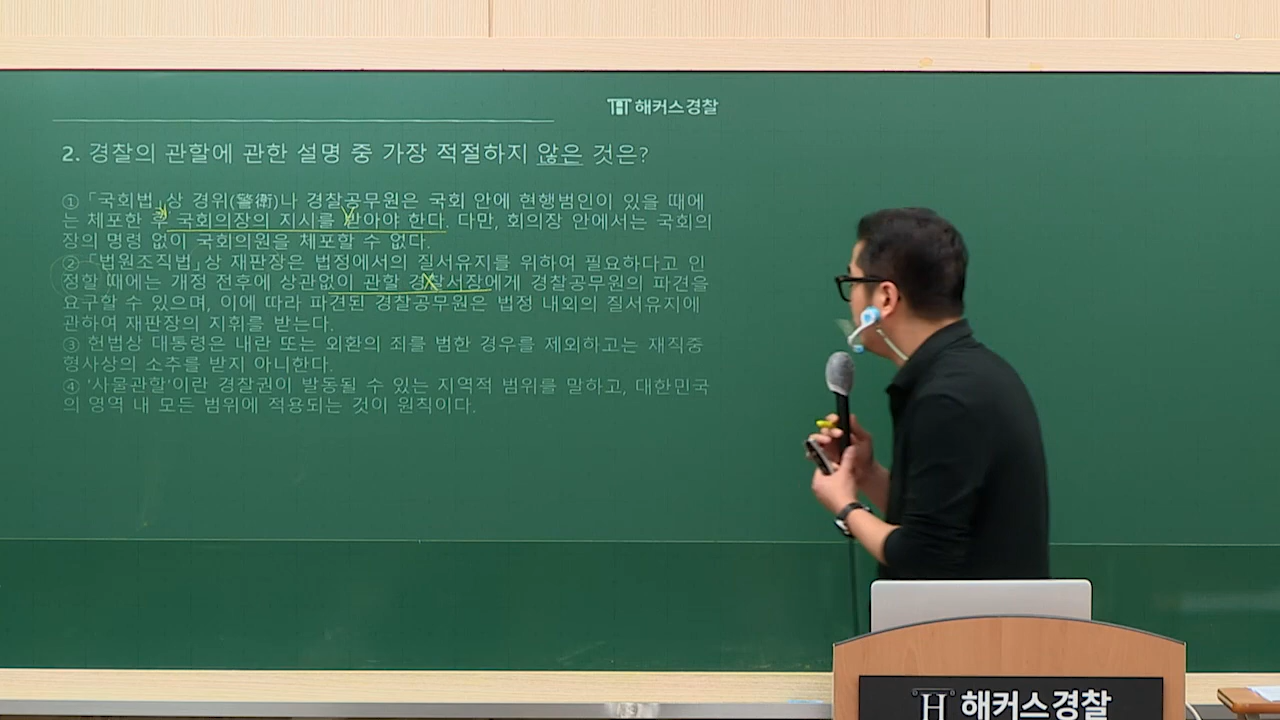 해커스경찰
2. 경찰의 관할에 관한 설명 중 가장 적절하지 않은 것은?
① 「국회법」상 경위(警衛)나 경찰공무원은 국회 안에 현행범인이 있을 때에
는 체포한 후 국회의장의 지시를 받아야 한다. 다만, 회의장 안에서는 국회의
장의 명령 없이 국회의원을 체포할 수 없다.
② 「법원조직법」상 재판장은 법정에서의 질서유지를 위하여 필요하다고 인
정할 때에는 개정 전후에 상관없이 관할 경찰서장에게 경찰공무원의 파견을
요구할 수 있으며, 이에 따라 파견된 경찰공무원은 법정 내외의 질서유지에
관하여 재판장의 지휘를 받는다.
③ 헌법상 대통령은 내란 또는 외환의 죄를 범한 경우를 제외하고는 재직중
형사상의 소추를 받지 아니한다.
④ '사물관할'이란 경찰권이 발동될 수 있는 지역적 범위를 말하고, 대한민국
의 영역 내 모든 범위에 적용되는 것이 원칙이다.
해커스경찰